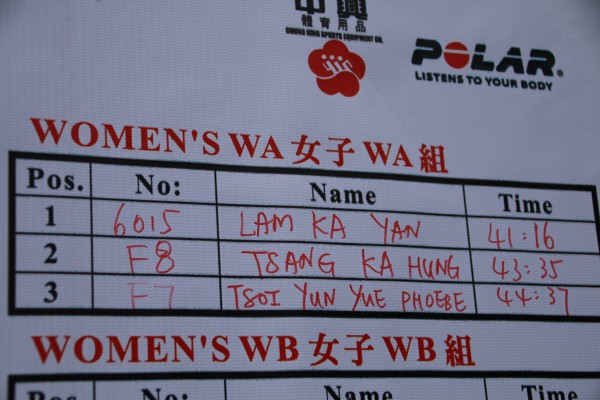 中興
體育用品
CHUNG HING SPORTS EQUIPMENT CO.
POLAR®
LISTENS TO YOUR BODY
WOMEN'S WA 女子 WA 組
Pos. No: Name Time
1 6015 LAM KA YAN 41:16
2 F8 TSANG KA HUNG 43:35
3 F7 TSOI YUN YUE PHOEBE 44:37
WOMEN'S WB 女子 WB 組
Pos. No: Name Time